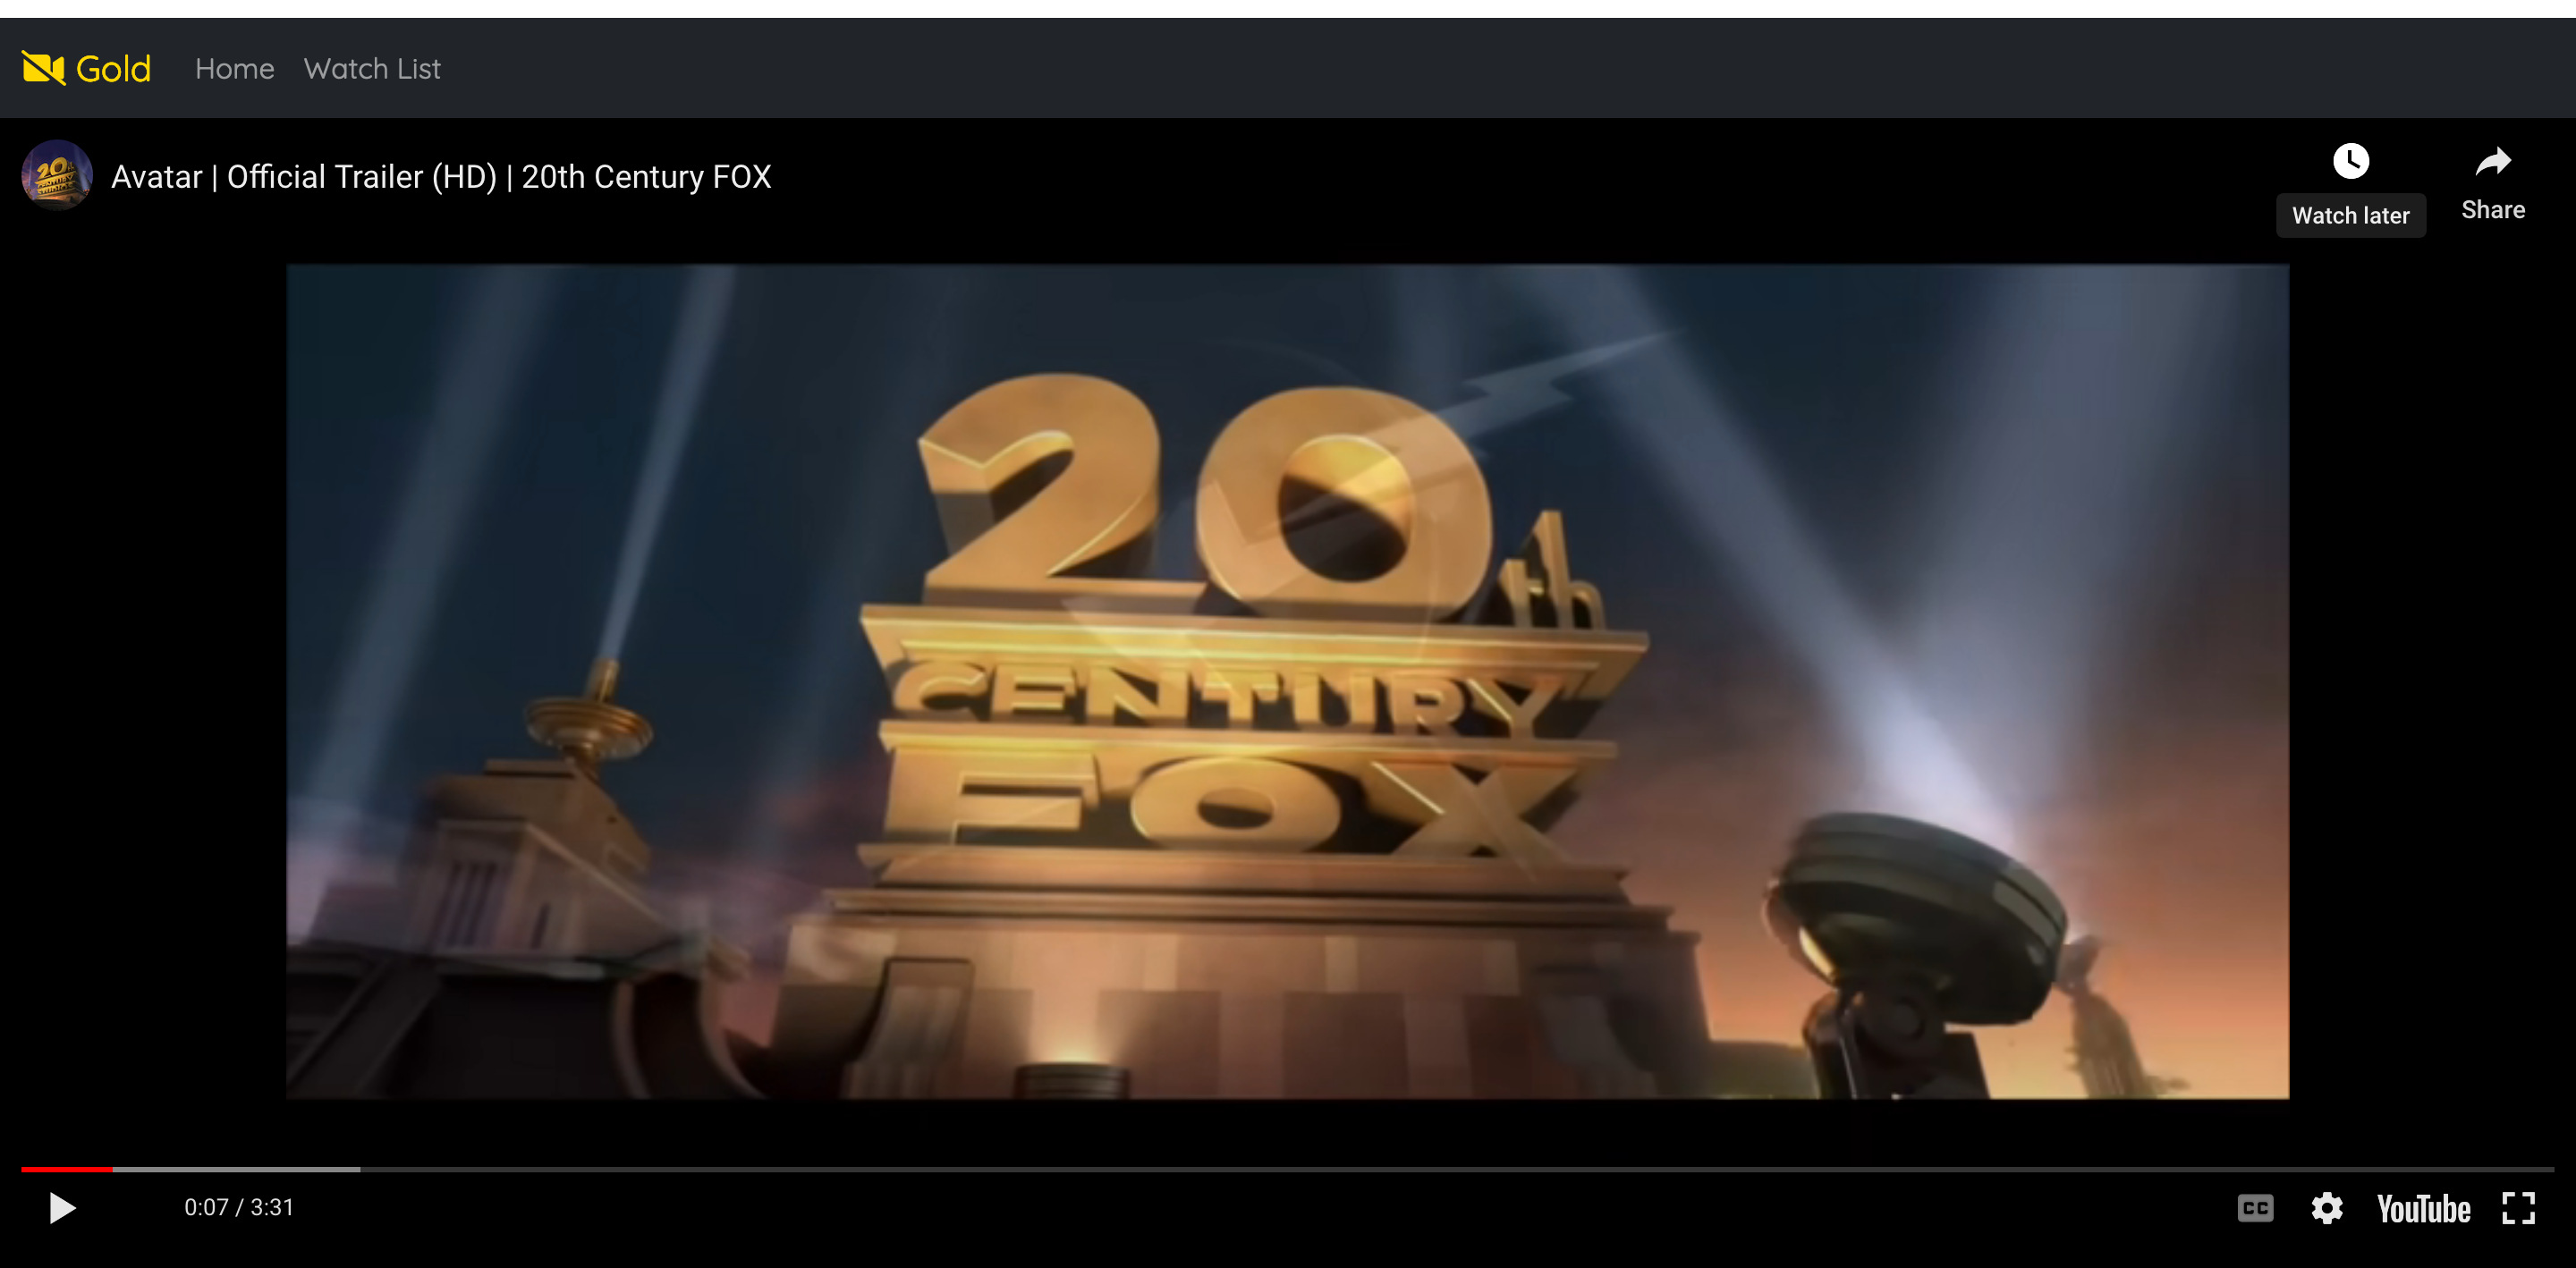 Gold Home Watch List
Avatar | Official Trailer (HD) | 20th Century FOX
Watch later
Share
20th
CENTURY
FOX
0:07 / 3:31
CC
YouTube